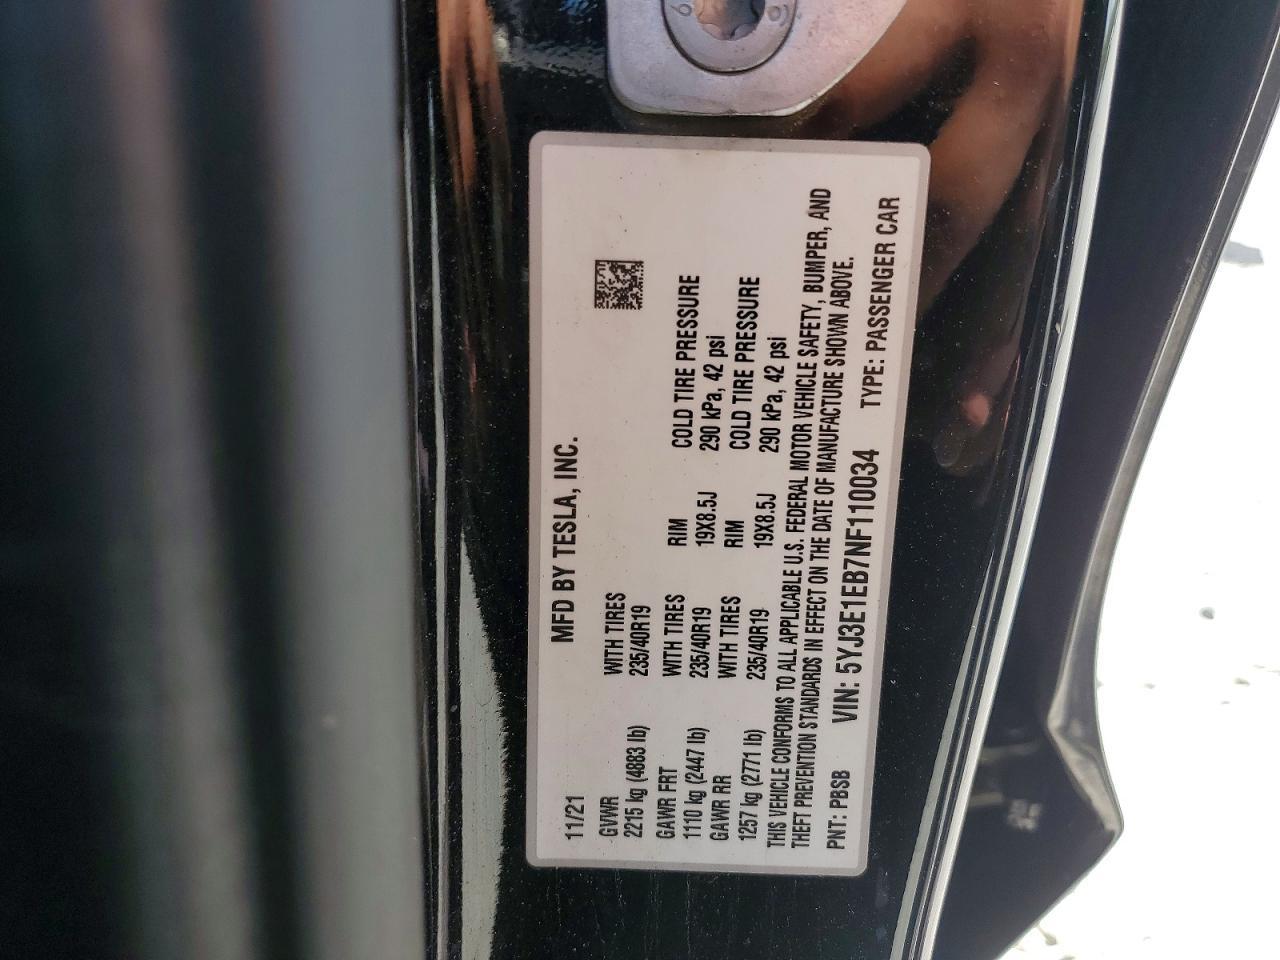 11/21 MFD BY TESLA, INC.
GVWR WITH TIRES
2215 kg (4883 lb) 235/40R19
GAWR FRT WITH TIRES RIM COLD TIRE PRESSURE
1110 kg (2447 lb) 235/40R19 19X8.5J 290 kPa, 42 psi
GAWR RR WITH TIRES RIM COLD TIRE PRESSURE
1257 kg (2771 lb) 235/40R19 19X8.5J 290 kPa, 42 psi
THIS VEHICLE CONFORMS TO ALL APPLICABLE U.S. FEDERAL MOTOR VEHICLE SAFETY, BUMPER, AND
THEFT PREVENTION STANDARDS IN EFFECT ON THE DATE OF MANUFACTURE SHOWN ABOVE.
PNT: PBSB VIN: 5YJ3E1EB7NF110034 TYPE: PASSENGER CAR